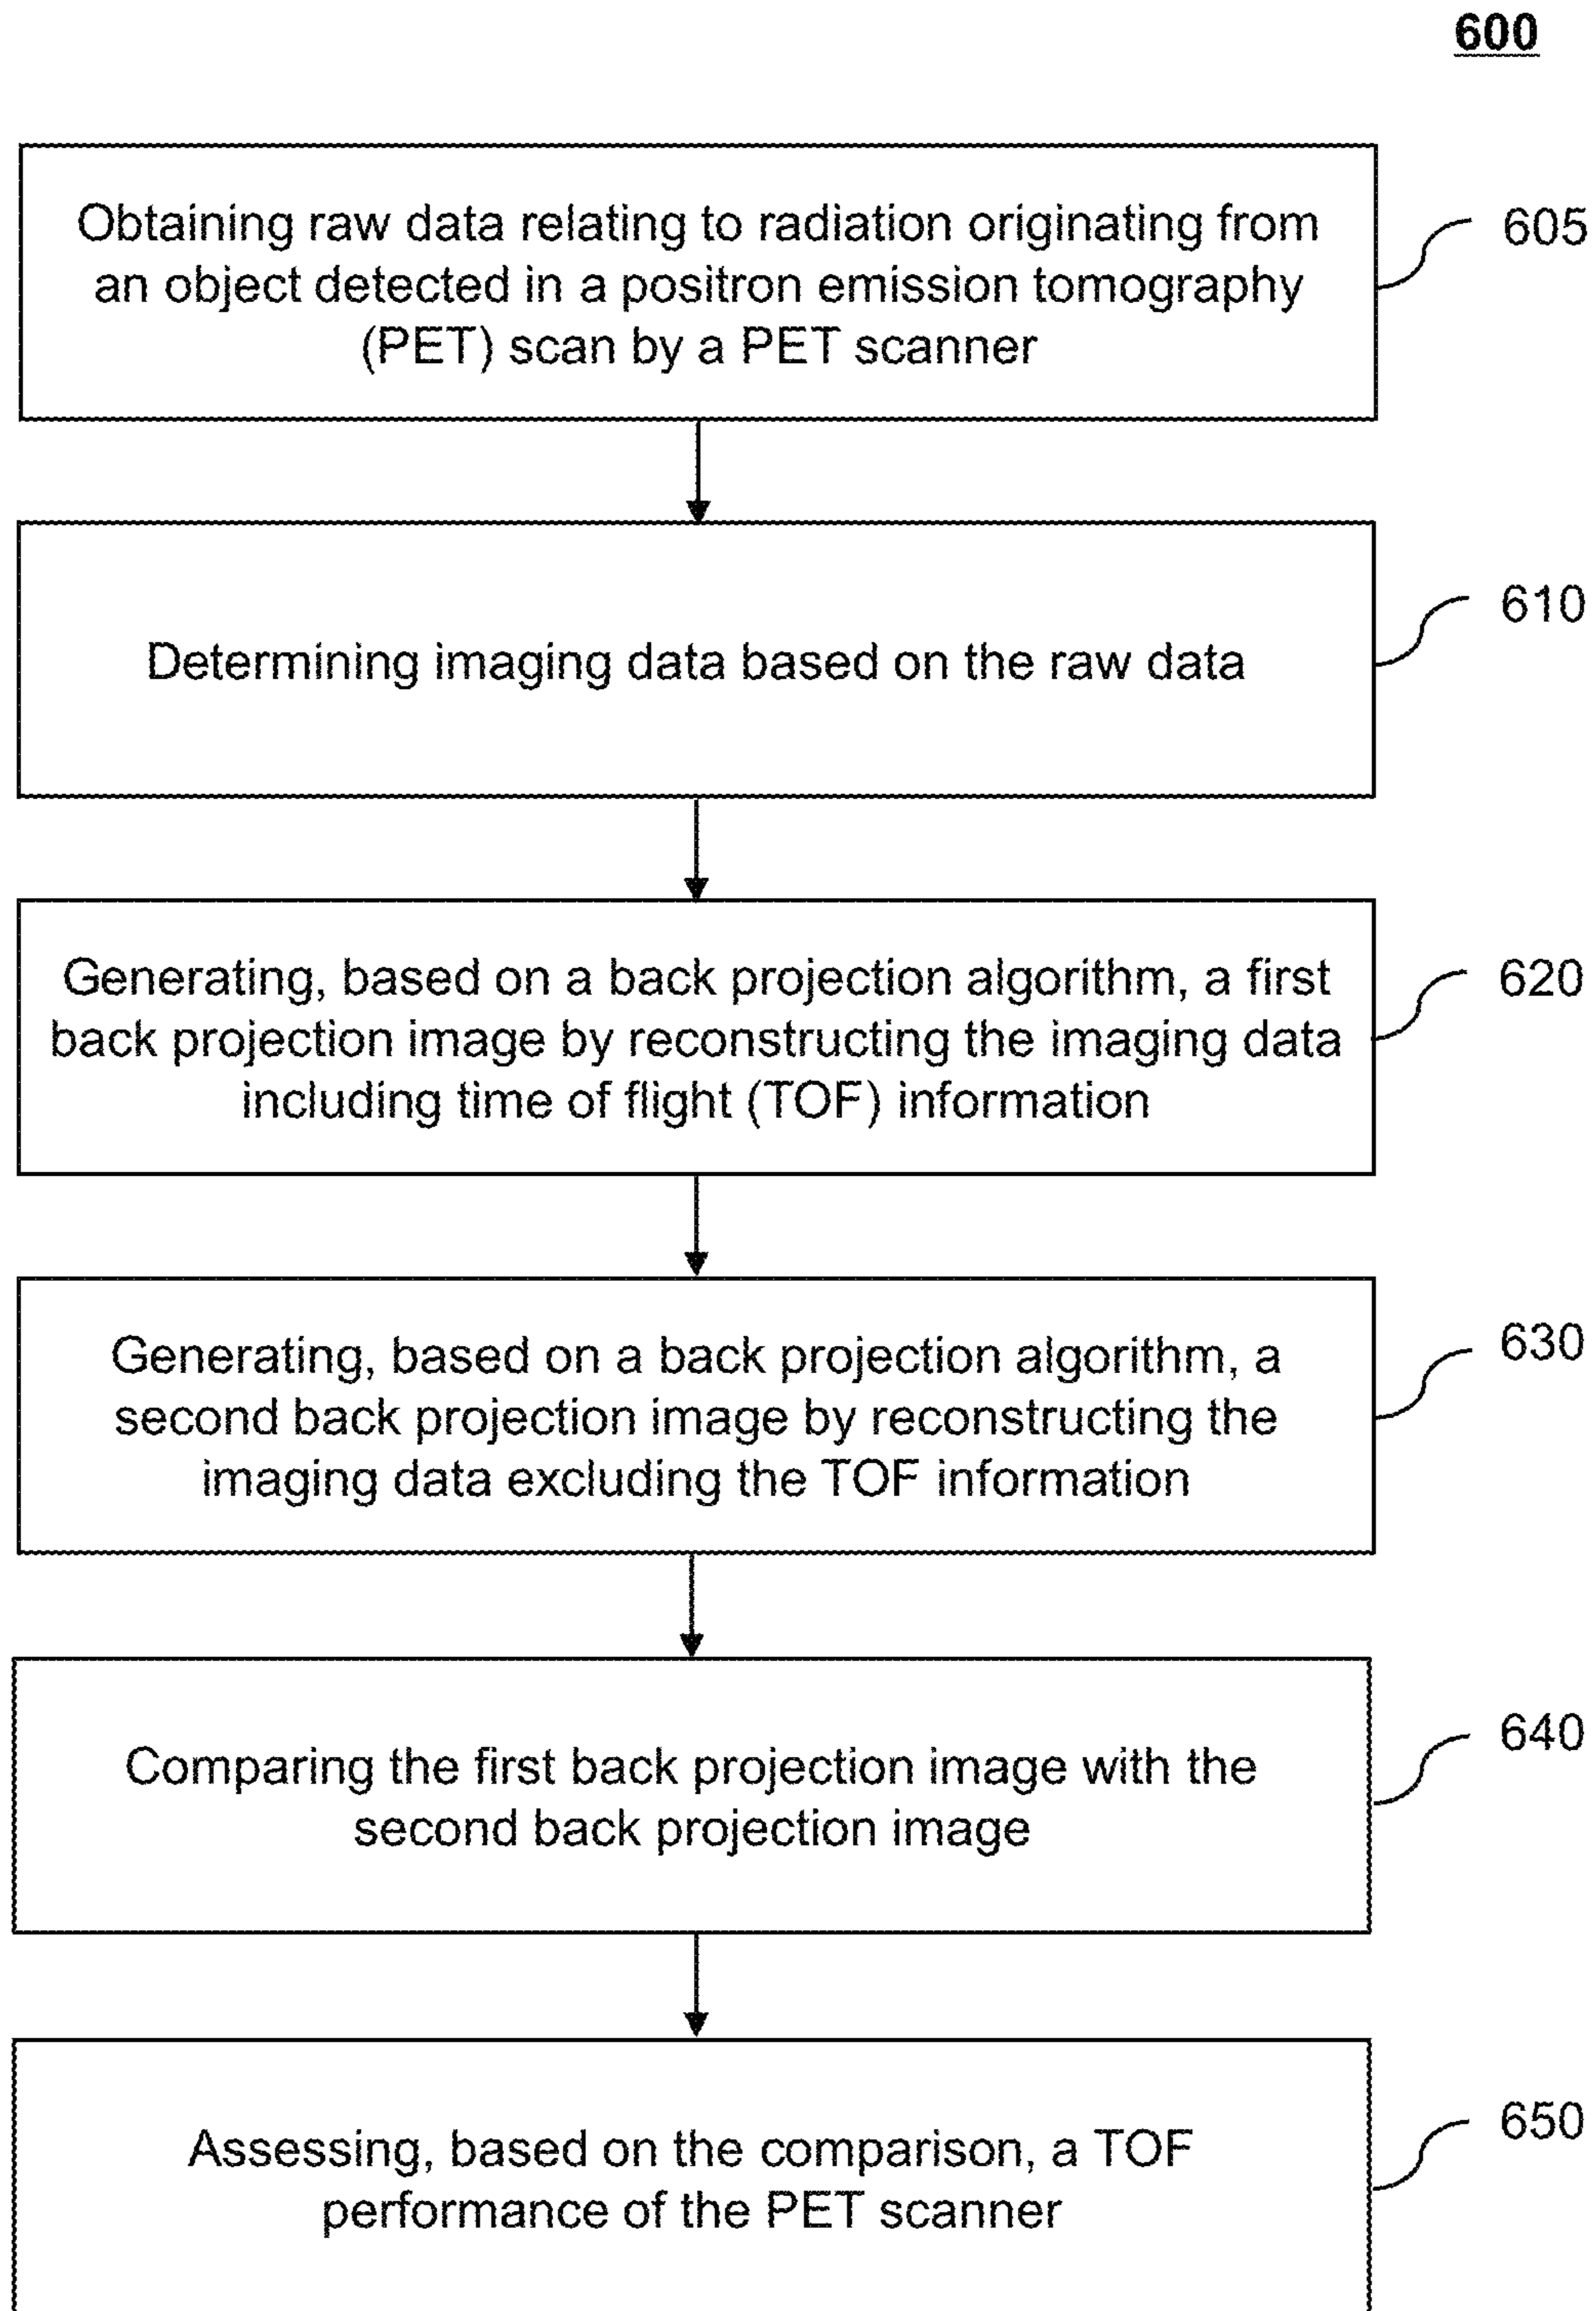 600
Obtaining raw data relating to radiation originating from
an object detected in a positron emission tomography
(PET) scan by a PET scanner
605
Determining imaging data based on the raw data
610
Generating, based on a back projection algorithm, a first
back projection image by reconstructing the imaging data
including time of flight (TOF) information
620
Generating, based on a back projection algorithm, a
second back projection image by reconstructing the
imaging data excluding the TOF information
630
Comparing the first back projection image with the
second back projection image
640
Assessing, based on the comparison, a TOF
performance of the PET scanner
650